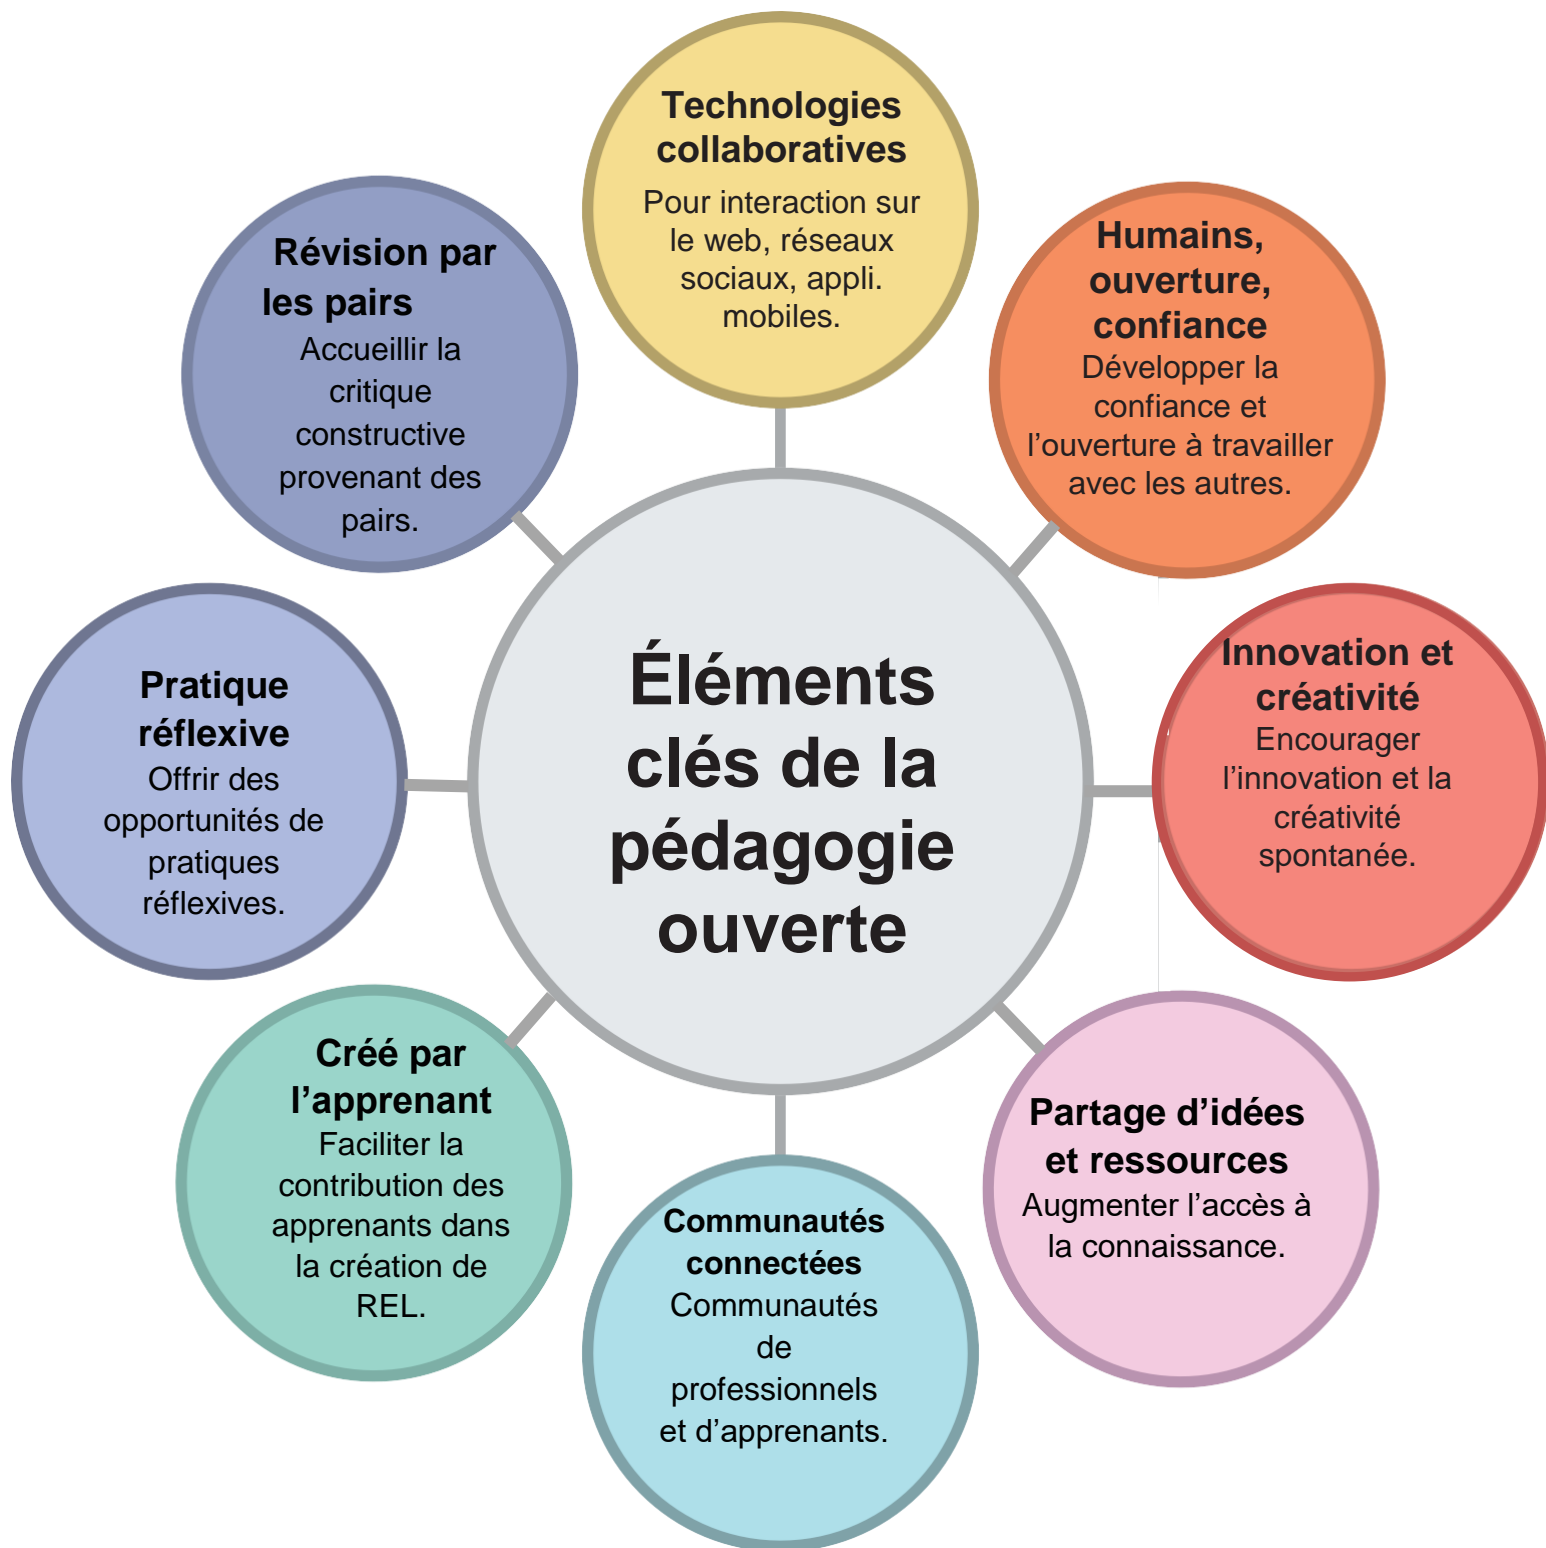 Technologies
collaboratives
Pour interaction sur
le web, réseaux
sociaux, appli.
mobiles.
Humains,
ouverture,
confiance
Développer la
confiance et
l’ouverture à travailler
avec les autres.
Innovation et
créativité
Encourager
l’innovation et la
créativité
spontanée.
Partage d’idées
et ressources
Augmenter l’accès à
la connaissance.
Communautés
connectées
Communautés
de
professionnels
et d’apprenants.
Créé par
l’apprenant
Faciliter la
contribution des
apprenants dans
la création de
REL.
Pratique
réflexive
Offrir des
opportunités de
pratiques
réflexives.
Révision par
les pairs
Accueillir la
critique
constructive
provenant des
pairs.
Éléments
clés de la
pédagogie
ouverte